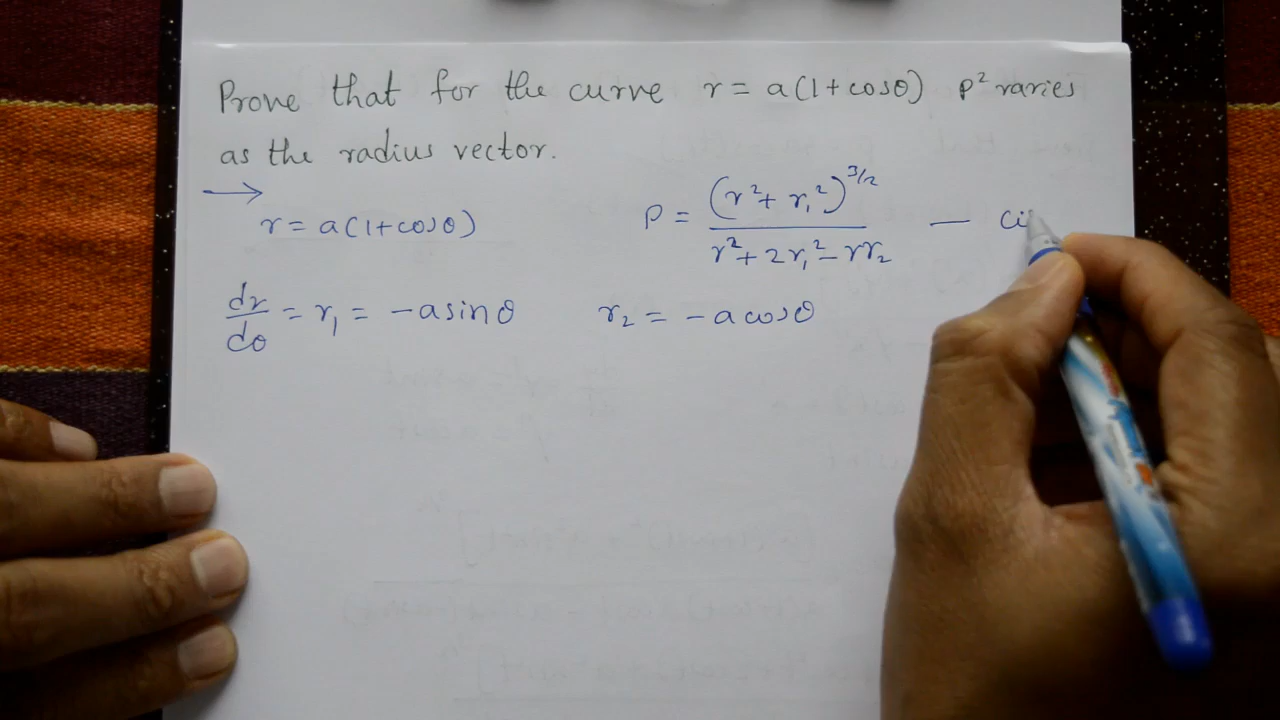 Prove that for the curve r = a(1+cosθ) ρ² varies
as the radius vector.
→
r = a(1+cosθ)
ρ = (r²+r₁²)^3/2 / r²+2r₁²−rr₂ — (i
dr/dθ = r₁ = −a sinθ r₂ = −a cosθ